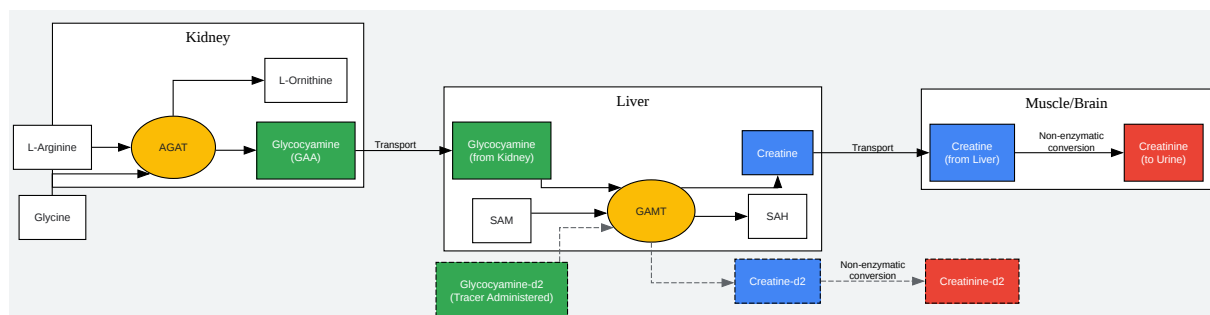 Kidney
L-Ornithine
L-Arginine
AGAT
Glycocyamine
(GAA)
Glycine
Transport
Liver
Glycocyamine
(from Kidney)
Creatine
SAM
GAMT
SAH
Transport
Muscle/Brain
Creatine
(from Liver)
Non-enzymatic
conversion
Creatinine
(to Urine)
Glycocyamine-d2
(Tracer Administered)
Creatine-d2
Non-enzymatic
conversion
Creatinine-d2